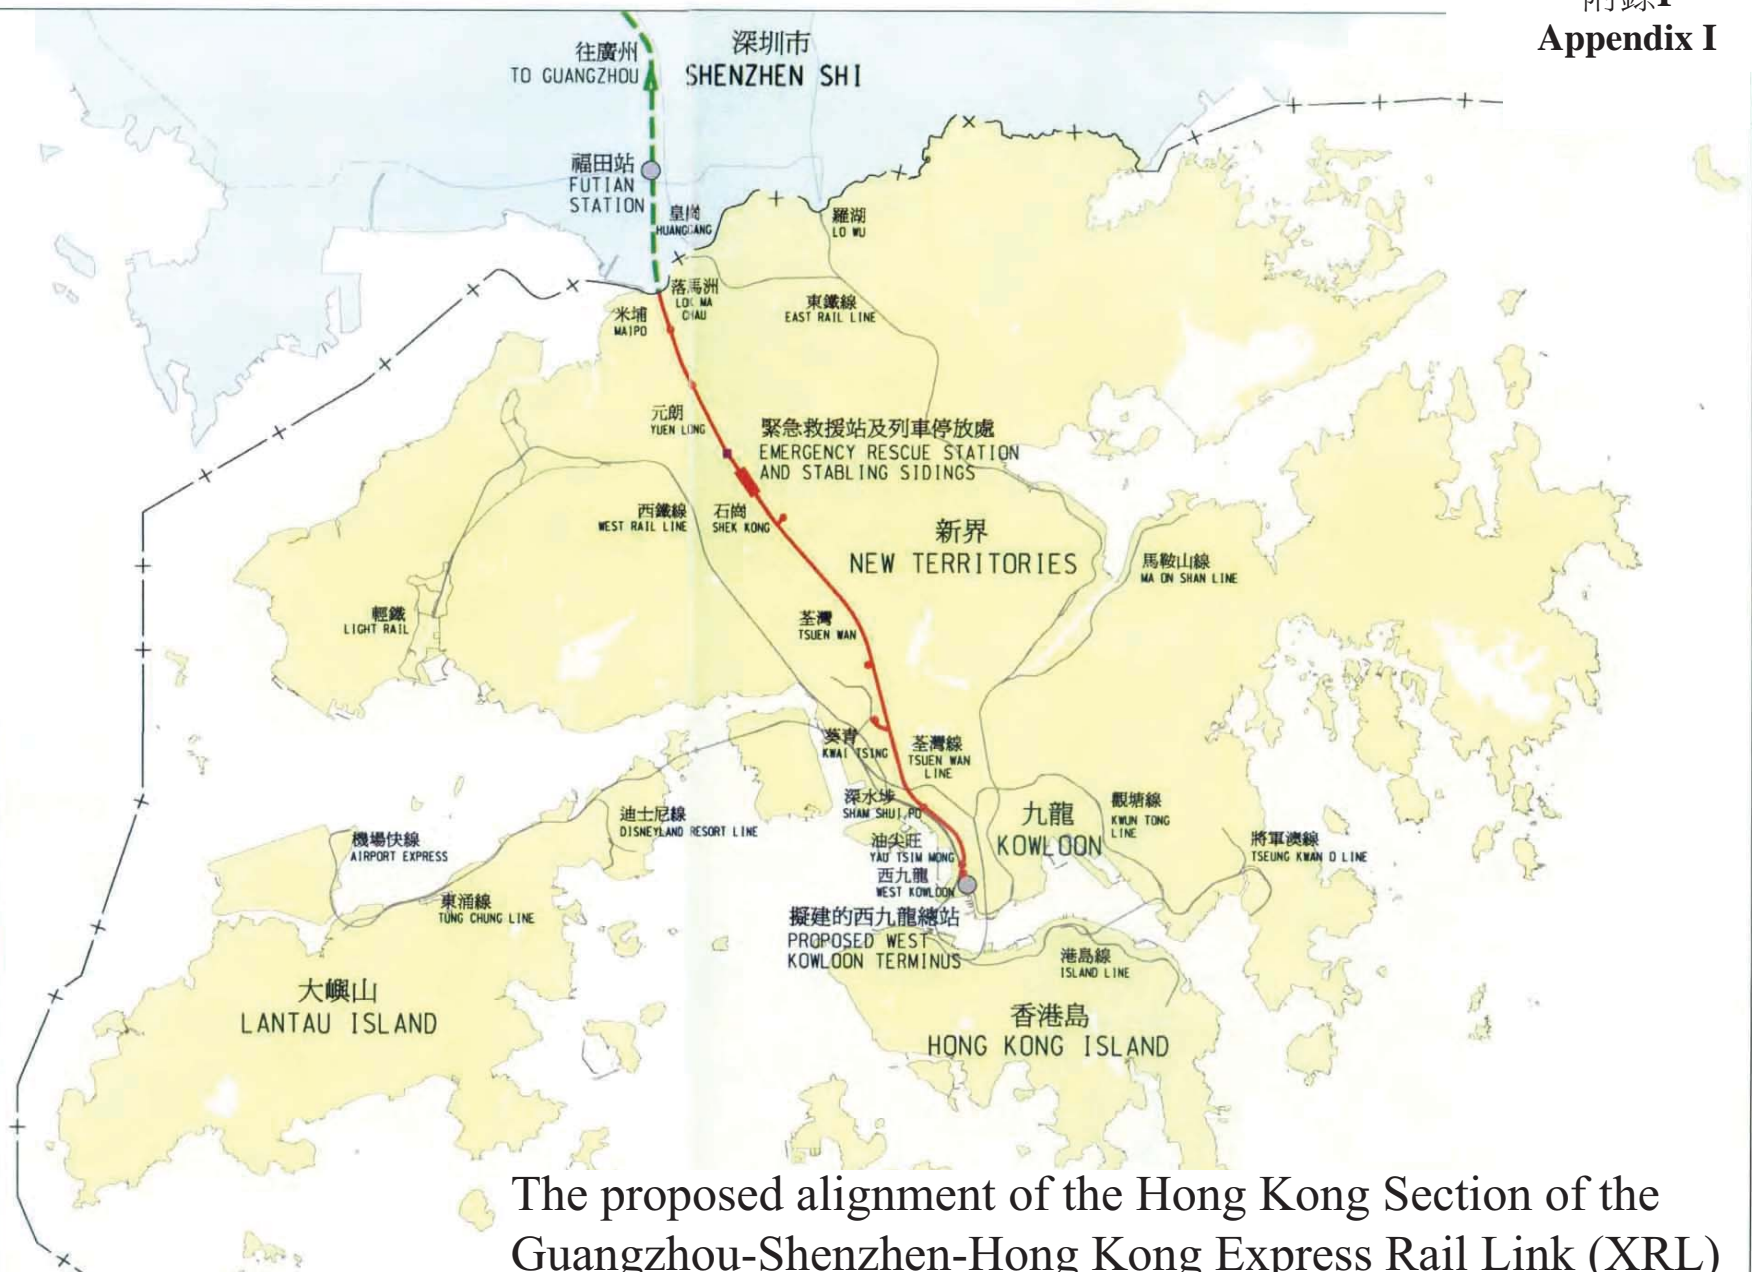 附錄I
Appendix I
往廣州
TO GUANGZHOU
深圳市
SHENZHEN SHI
福田站
FUTIAN
STATION
皇崗
HUANGGANG
羅湖
LO WU
落馬洲
LOK MA
CHAU
米埔
MAIPO
東鐵線
EAST RAIL LINE
元朗
YUEN LONG
緊急救援站及列車停放處
EMERGENCY RESCUE STATION
AND STABLING SIDINGS
西鐵線
WEST RAIL LINE
石崗
SHEK KONG
新界
NEW TERRITORIES
馬鞍山線
MA ON SHAN LINE
輕鐵
LIGHT RAIL
荃灣
TSUEN WAN
葵青
KWAI TSING
荃灣線
TSUEN WAN
LINE
深水埗
SHAM SHUI PO
九龍
KOWLOON
觀塘線
KWUN TONG
LINE
迪士尼線
DISNEYLAND RESORT LINE
機場快線
AIRPORT EXPRESS
油尖旺
YAU TSIM MONG
將軍澳線
TSEUNG KWAN O LINE
西九龍
WEST KOWLOON
東涌線
TUNG CHUNG LINE
擬建的西九龍總站
PROPOSED WEST
KOWLOON TERMINUS
港島線
ISLAND LINE
大嶼山
LANTAU ISLAND
香港島
HONG KONG ISLAND
The proposed alignment of the Hong Kong Section of the
Guangzhou-Shenzhen-Hong Kong Express Rail Link (XRL)